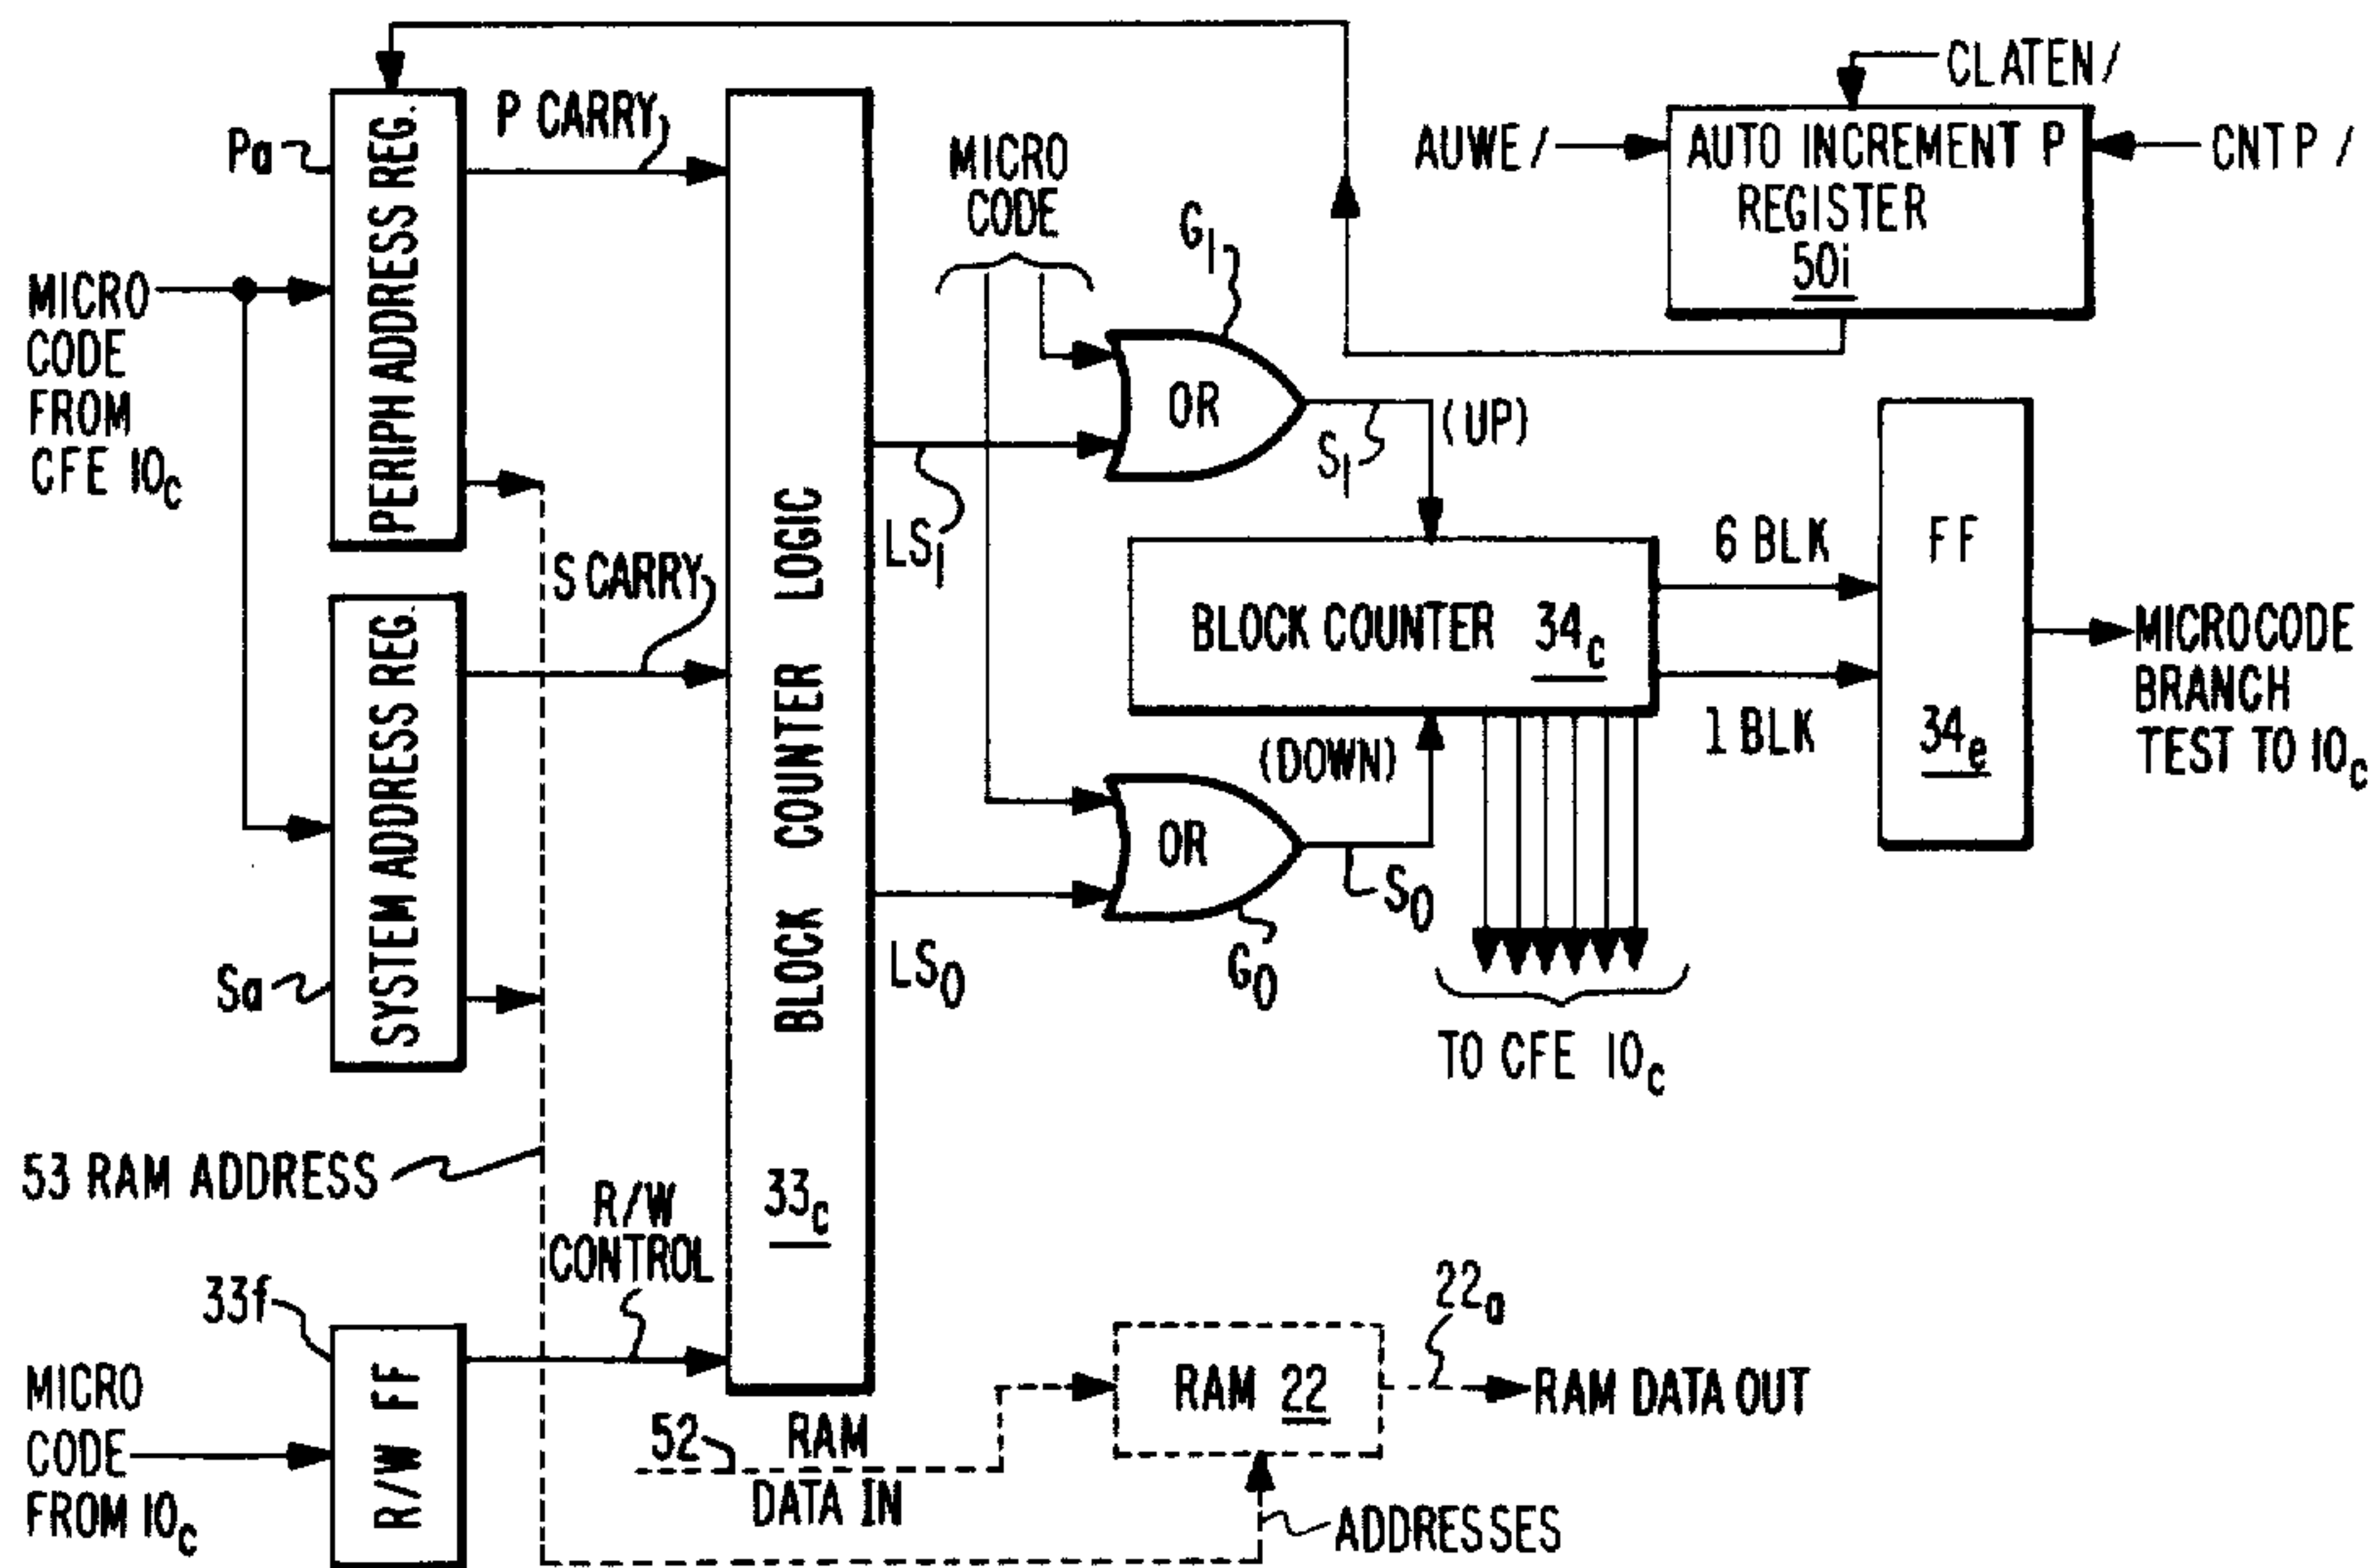 CLATEN /
AUWE /
AUTO INCREMENT P
REGISTER
50i
CNT P /
Pa
PERIPH ADDRESS REG.
P CARRY
MICRO
CODE
G1
MICRO
CODE
FROM
CFE 10c
OR
S1
(UP)
LS1
S CARRY
SYSTEM ADDRESS REG.
Sa
BLOCK COUNTER LOGIC
33c
BLOCK COUNTER 34c
6 BLK
1 BLK
FF
34e
MICROCODE
BRANCH
TEST TO 10c
(DOWN)
OR
S0
G0
LS0
TO CFE 10c
53 RAM ADDRESS
R/W
CONTROL
33f
R/W FF
MICRO
CODE
FROM 10c
52
RAM
DATA IN
RAM 22
22a
RAM DATA OUT
ADDRESSES